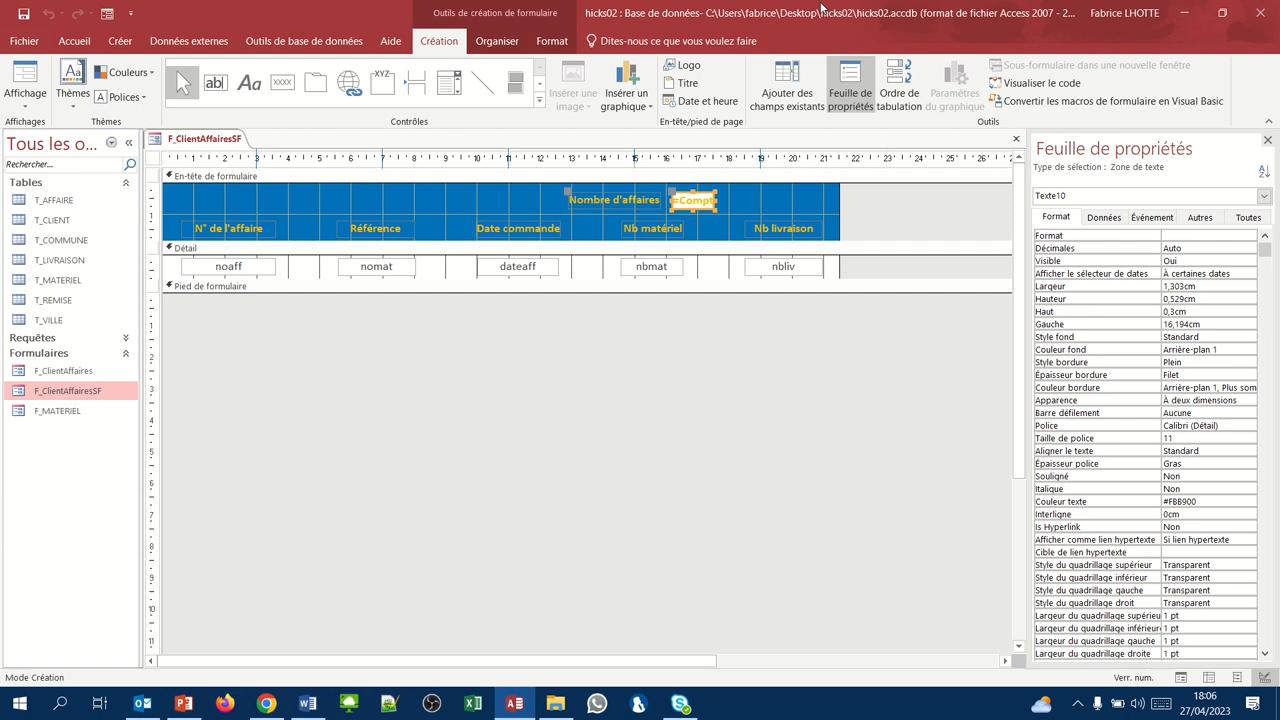 Outils de création de formulaire
hicks02 : Base de données- C:\Users\fabrice\Desktop\hicks02\hicks02.accdb (format de fichier Access 2007 - 2...
Fabrice LHOTTE
Fichier
Accueil
Créer
Données externes
Outils de base de données
Aide
Création
Organiser
Format
Dites-nous ce que vous voulez faire
Affichage
Thèmes
Couleurs
Polices
Insérer une image
Insérer un graphique
Logo
Titre
Date et heure
Ajouter des champs existants
Feuille de propriétés
Ordre de tabulation
Paramètres du graphique
Sous-formulaire dans une nouvelle fenêtre
Visualiser le code
Convertir les macros de formulaire en Visual Basic
Affichages
Thèmes
Contrôles
En-tête/pied de page
Outils
Tous les o...
Rechercher...
Tables
T_AFFAIRE
T_CLIENT
T_COMMUNE
T_LIVRAISON
T_MATERIEL
T_REMISE
T_VILLE
Requêtes
Formulaires
F_ClientAffaires
F_ClientAffairesSF
F_MATERIEL
F_ClientAffairesSF
En-tête de formulaire
Nombre d'affaires
=Compt
N° de l'affaire
Référence
Date commande
Nb matériel
Nb livraison
Détail
noaff
nomat
dateaff
nbmat
nbliv
Pied de formulaire
Feuille de propriétés
Type de sélection : Zone de texte
Texte10
Format
Données
Événement
Autres
Toutes
Format
Décimales Auto
Visible Oui
Afficher le sélecteur de dates À certaines dates
Largeur 1,303cm
Hauteur 0,529cm
Haut 0,3cm
Gauche 16,194cm
Style fond Standard
Couleur fond Arrière-plan 1
Style bordure Plein
Épaisseur bordure Filet
Couleur bordure Arrière-plan 1, Plus som
Apparence À deux dimensions
Barre défilement Aucune
Police Calibri (Détail)
Taille de police 11
Aligner le texte Standard
Épaisseur police Gras
Souligné Non
Italique Non
Couleur texte #FBB900
Interligne 0cm
Is Hyperlink Non
Afficher comme lien hypertexte Si lien hypertexte
Cible de lien hypertexte
Style du quadrillage supérieur Transparent
Style du quadrillage inférieur Transparent
Style du quadrillage gauche Transparent
Style du quadrillage droit Transparent
Largeur du quadrillage supérieu 1 pt
Largeur du quadrillage inférieur 1 pt
Largeur du quadrillage gauche 1 pt
Largeur du quadrillage droite 1 pt
Mode Création
Verr. num.
18:06
27/04/2023